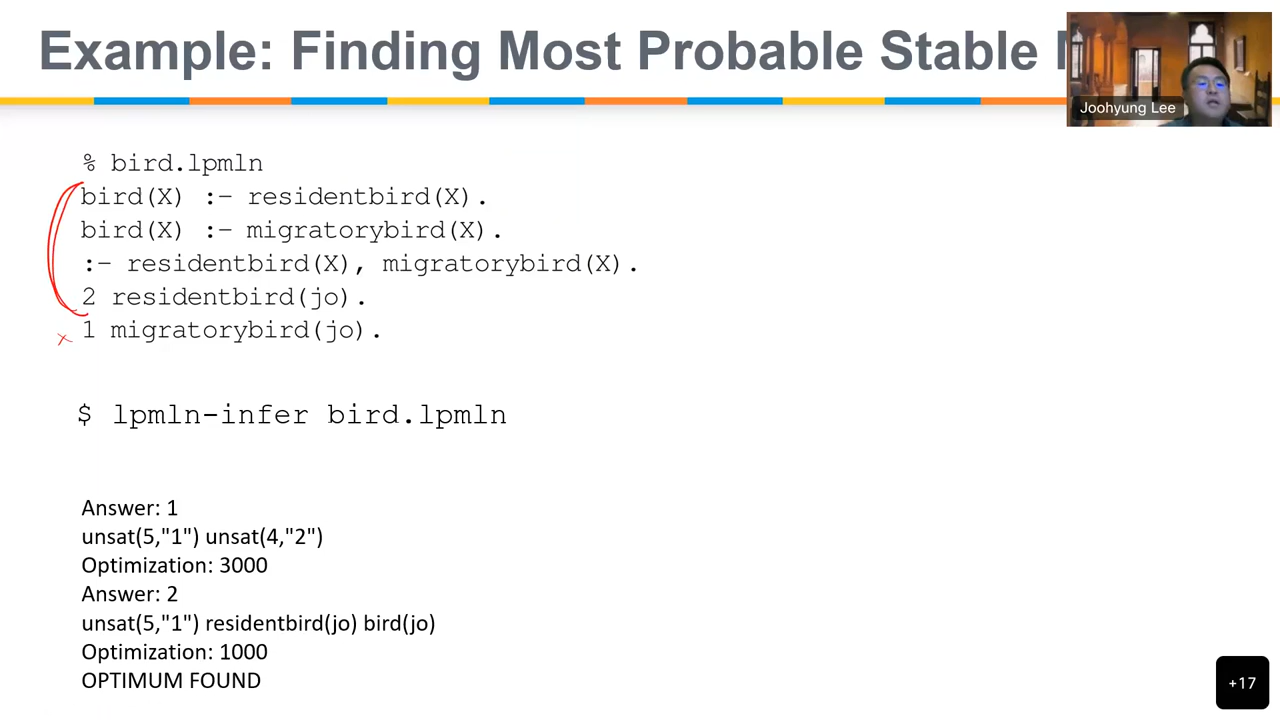 Example: Finding Most Probable Stable
Joohyung Lee
% bird.lpmln
bird(X) :- residentbird(X).
bird(X) :- migratorybird(X).
:- residentbird(X), migratorybird(X).
2 residentbird(jo).
x 1 migratorybird(jo).
$ lpmln-infer bird.lpmln
Answer: 1
unsat(5,"1") unsat(4,"2")
Optimization: 3000
Answer: 2
unsat(5,"1") residentbird(jo) bird(jo)
Optimization: 1000
OPTIMUM FOUND
+17